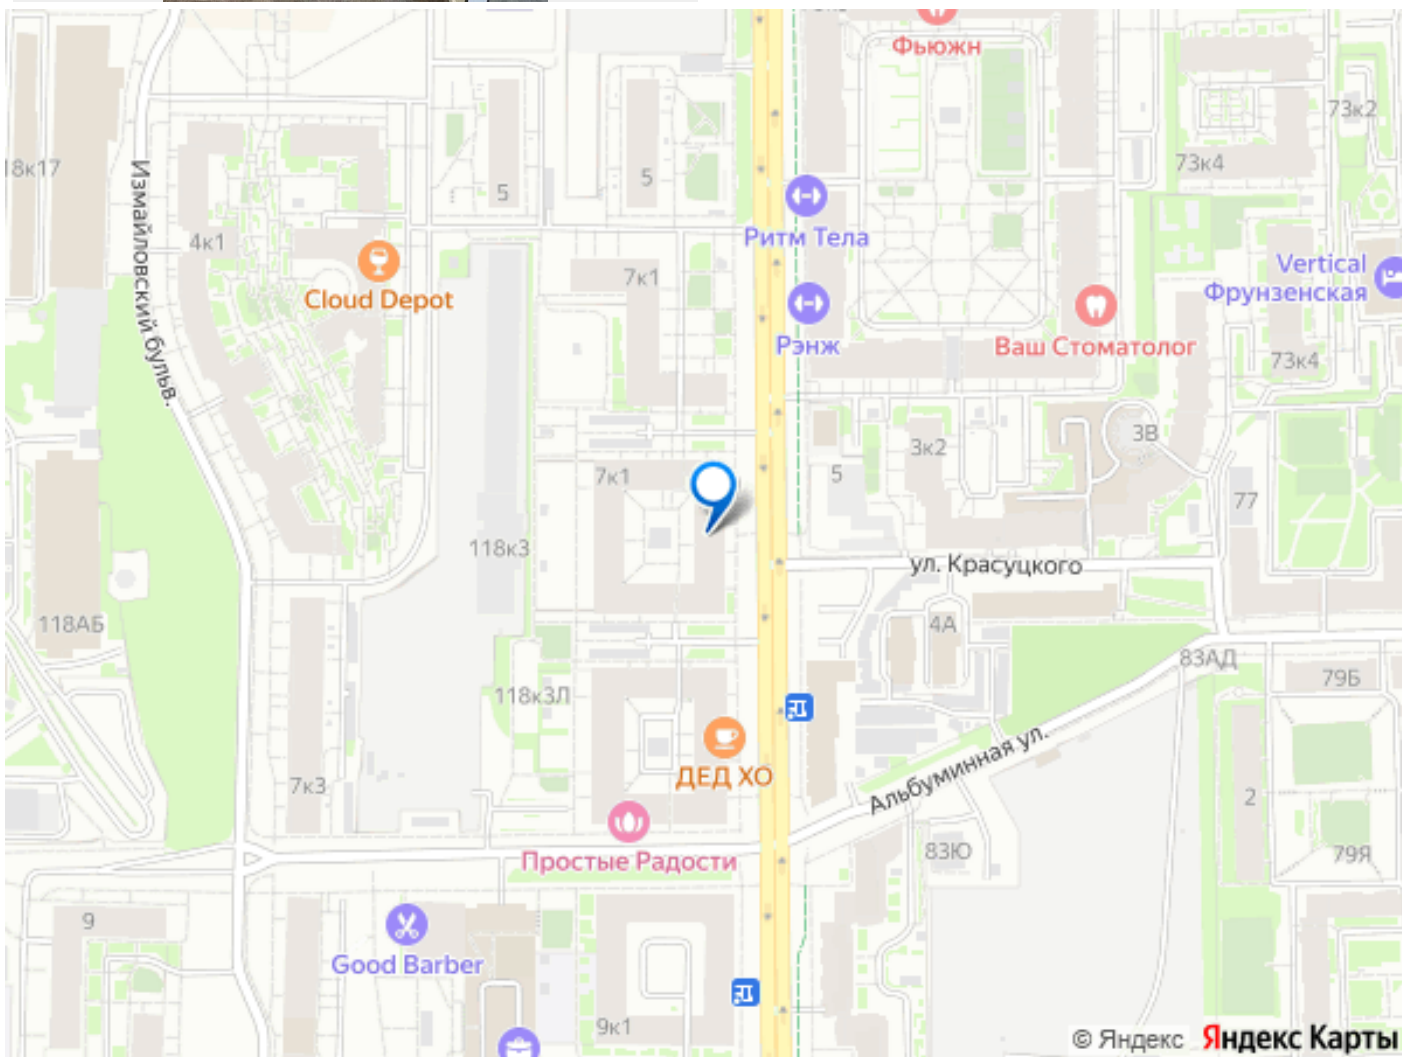 Фьюжн
73к2
18к17
73к4
5
5
Измайловский бульв.
4к1
Ритм Тела
7к1
Vertical
Фрунзенская
Cloud Depot
Рэнж
Ваш Стоматолог
73к4
3В
3к2
7к1
5
77
118к3
ул. Красуцкого
118АБ
4А
83АД
79Б
118к3Л
Альбуминная ул.
ДЕД ХО
7к3
2
83Ю
79Я
Простые Радости
9
Good Barber
9к1
© Яндекс Яндекс Карты